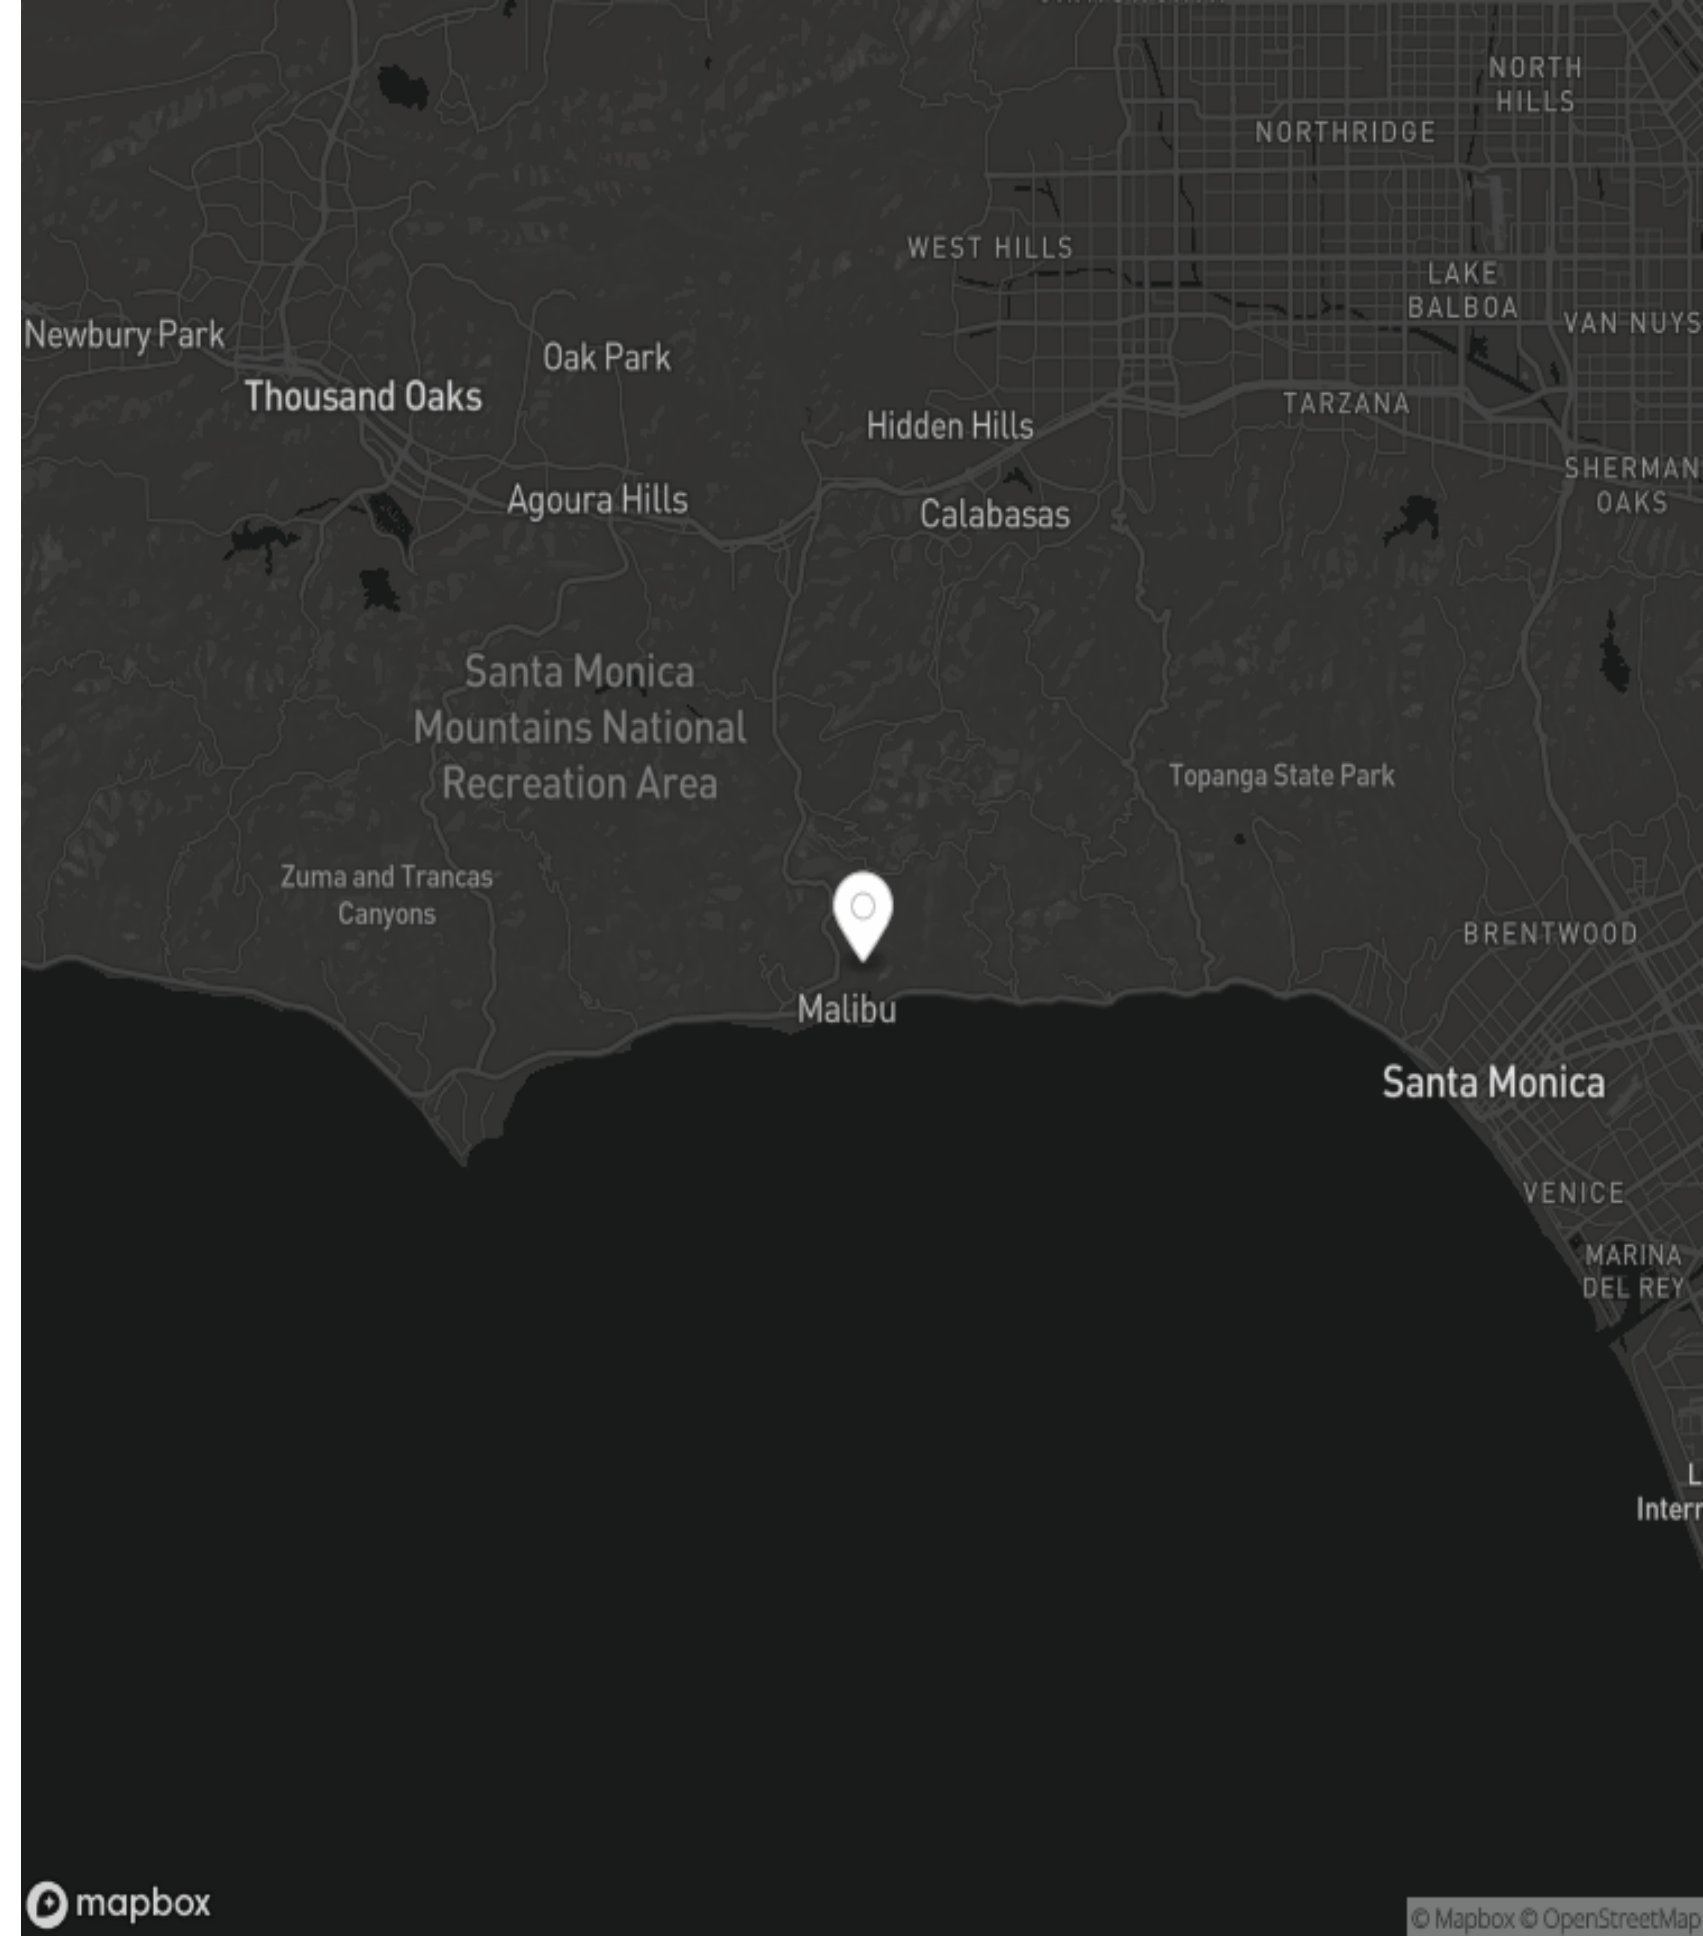 NORTH
HILLS
NORTHRIDGE
WEST HILLS
LAKE
BALBOA
VAN NUYS
Newbury Park
Oak Park
Thousand Oaks
TARZANA
Hidden Hills
SHERMAN
OAKS
Agoura Hills
Calabasas
Santa Monica
Mountains National
Recreation Area
Topanga State Park
Zuma and Trancas
Canyons
BRENTWOOD
Malibu
Santa Monica
VENICE
MARINA
DEL REY
L
Intern
mapbox
© Mapbox © OpenStreetMap